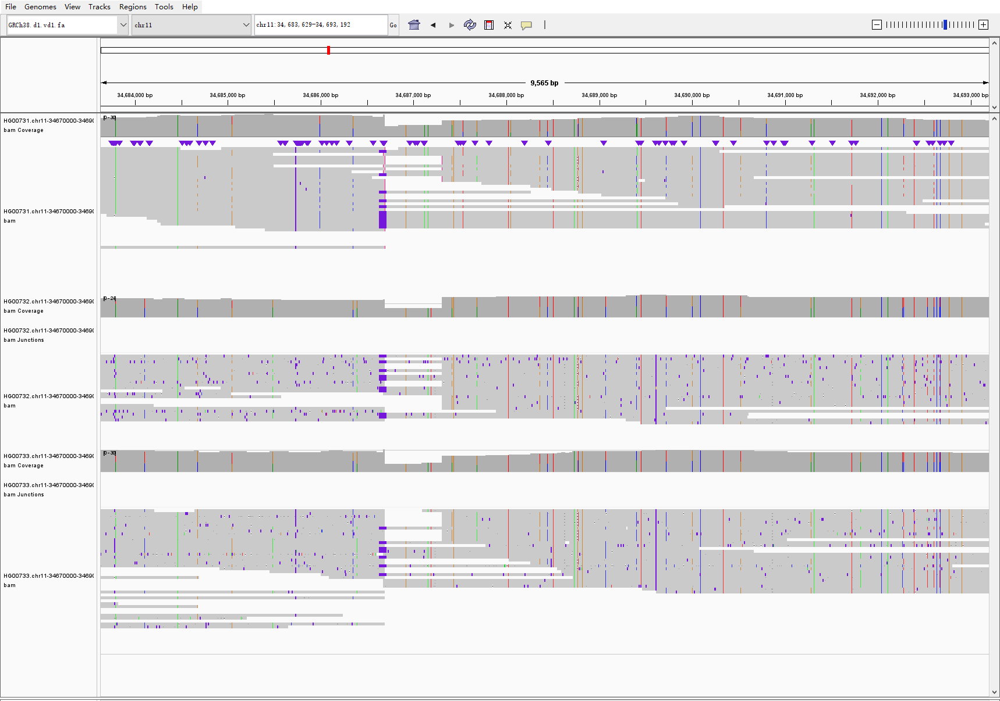 File Genomes View Tracks Regions Tools Help
GRCh38.d1.vd1.fa chr11 chr11:34,683,629-34,693,192 Go
9,565 bp
34,684,000 bp 34,685,000 bp 34,686,000 bp 34,687,000 bp 34,688,000 bp 34,689,000 bp 34,690,000 bp 34,691,000 bp 34,692,000 bp 34,693,000 bp
HG00731.chr11-34670000-3469
bam Coverage
[0-30]
HG00731.chr11-34670000-3469
bam
HG00732.chr11-34670000-3469
bam Coverage
HG00732.chr11-34670000-3469
bam Junctions
HG00732.chr11-34670000-3469
bam
HG00733.chr11-34670000-3469
bam Coverage
[0-30]
HG00733.chr11-34670000-3469
bam Junctions
HG00733.chr11-34670000-3469
bam